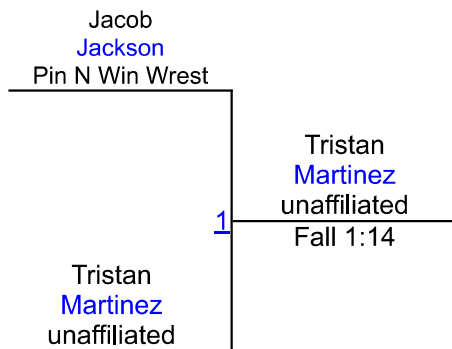 Jacob
Jackson
Pin N Win Wrest
Tristan
Martinez
unaffiliated
1
Fall 1:14
Tristan
Martinez
unaffiliated